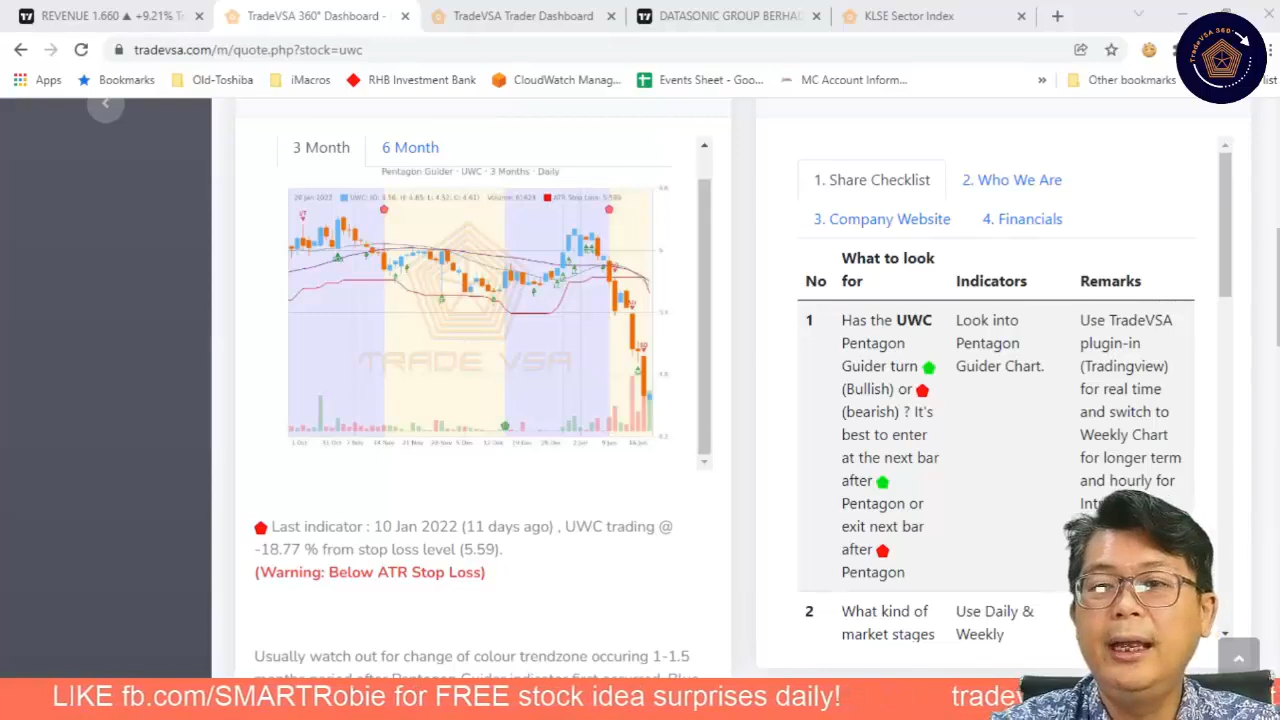 REVENUE 1.660 ▲ +9.21% Tr
TradeVSA 360° Dashboard -
TradeVSA Trader Dashboard
DATASONIC GROUP BERHAD
KLSE Sector Index
tradevsa.com/m/quote.php?stock=uwc
Apps
Bookmarks
Old-Toshiba
iMacros
RHB Investment Bank
CloudWatch Manag...
Events Sheet - Goo...
MC Account Inform...
»
Other bookmarks
list
TradeVSA 360°
3 Month
6 Month
Pentagon Guider - UWC - 3 Months - Daily
TRADE VSA
Last indicator : 10 Jan 2022 (11 days ago) , UWC trading @
-18.77 % from stop loss level (5.59).
(Warning: Below ATR Stop Loss)
Usually watch out for change of colour trendzone occuring 1-1.5
1. Share Checklist
2. Who We Are
3. Company Website
4. Financials
No
What to look
for
Indicators
Remarks
1
Has the UWC
Pentagon
Guider turn
(Bullish) or
(bearish) ? It's
best to enter
at the next bar
after
Pentagon or
exit next bar
after
Pentagon
Look into
Pentagon
Guider Chart.
Use TradeVSA
plugin-in
(Tradingview)
for real time
and switch to
Weekly Chart
for longer term
and hourly for
2
What kind of
market stages
Use Daily &
Weekly
LIKE fb.com/SMARTRobie for FREE stock idea surprises daily!
tradev